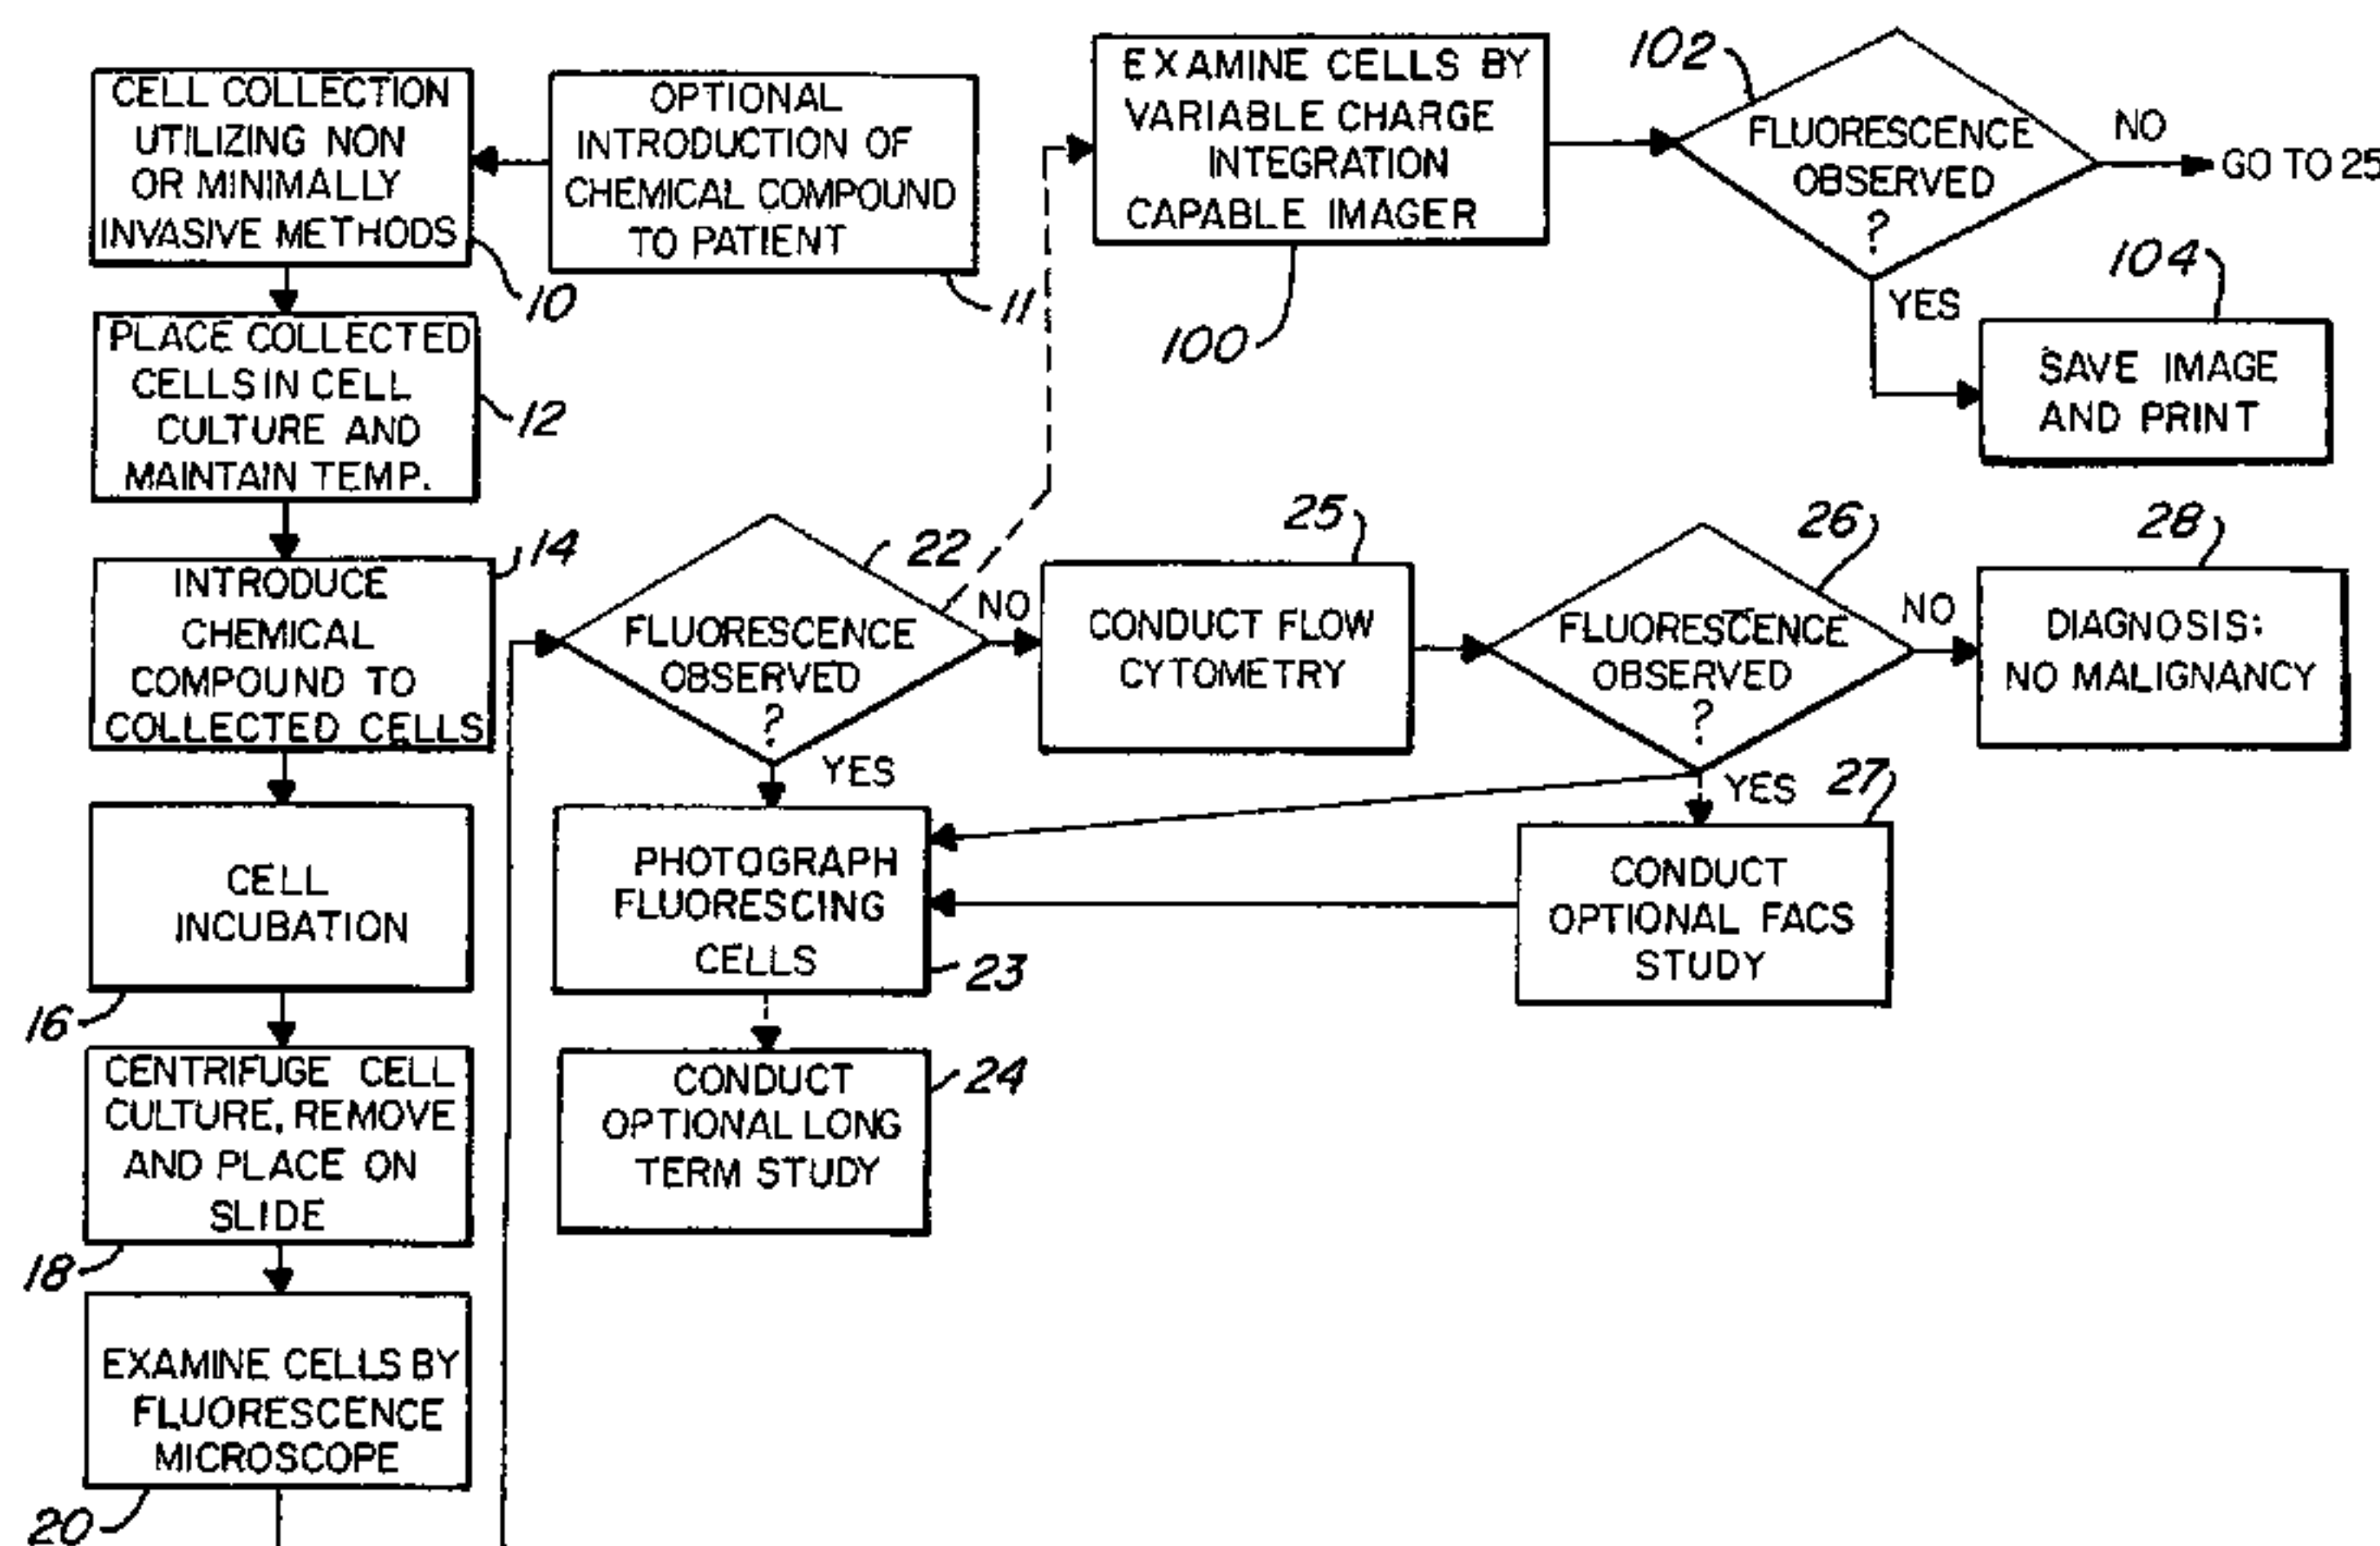 CELL COLLECTION
UTILIZING NON
OR MINIMALLY
INVASIVE METHODS
10
OPTIONAL
INTRODUCTION OF
CHEMICAL COMPOUND
TO PATIENT
11
EXAMINE CELLS BY
VARIABLE CHARGE
INTEGRATION
CAPABLE IMAGER
100
102
FLUORESCENCE
OBSERVED
?
NO
GO TO 25
YES
104
SAVE IMAGE
AND PRINT
PLACE COLLECTED
CELLS IN CELL
CULTURE AND
MAINTAIN TEMP.
12
INTRODUCE
CHEMICAL
COMPOUND TO
COLLECTED CELLS
14
22
FLUORESCENCE
OBSERVED
?
NO
YES
25
CONDUCT FLOW
CYTOMETRY
26
FLUORESCENCE
OBSERVED
?
NO
YES
28
DIAGNOSIS:
NO MALIGNANCY
27
CONDUCT
OPTIONAL FACS
STUDY
CELL
INCUBATION
16
PHOTOGRAPH
FLUORESCING
CELLS
23
CENTRIFUGE CELL
CULTURE, REMOVE
AND PLACE ON
SLIDE
18
CONDUCT
OPTIONAL LONG
TERM STUDY
24
EXAMINE CELLS BY
FLUORESCENCE
MICROSCOPE
20